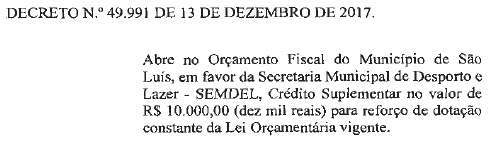 DECRETO N.º 49.991 DE 13 DE DEZEMBRO DE 2017.
Abre no Orçamento Fiscal do Município de São
Luís, em favor da Secretaria Municipal de Desporto e
Lazer - SEMDEL, Crédito Suplementar no valor de
R$ 10.000,00 (dez mil reais) para reforço de dotação
constante da Lei Orçamentária vigente.